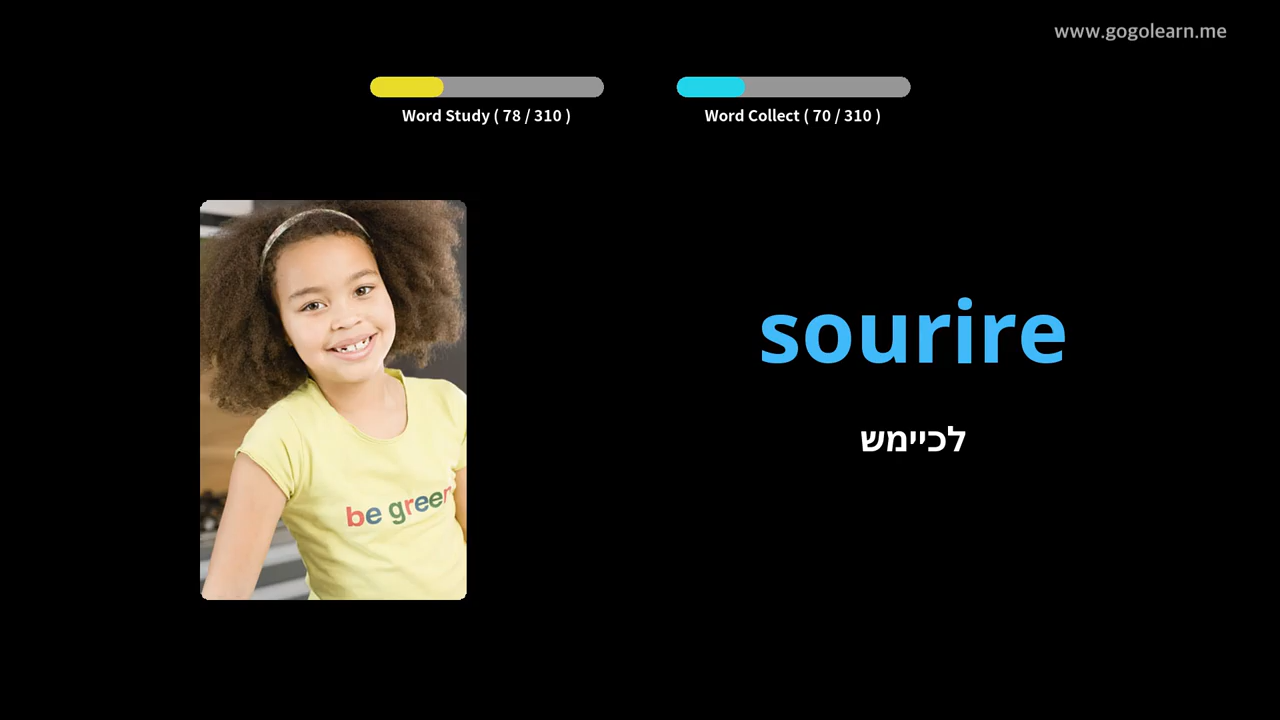 www.gogolearn.me
Word Study ( 78 / 310 )
Word Collect ( 70 / 310 )
be green
sourire
לכיימש